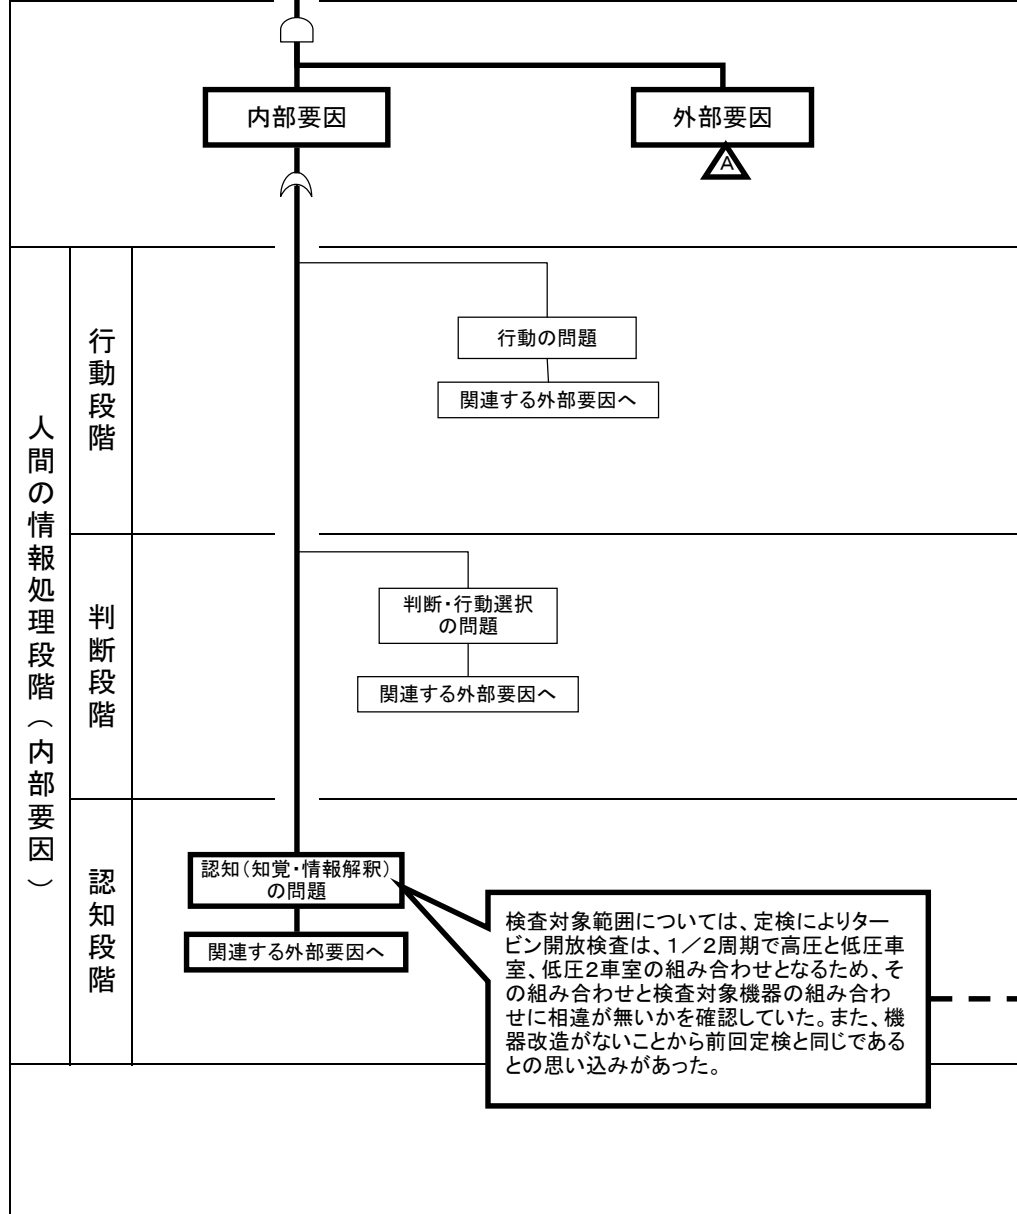 内部要因
外部要因
A
人間の情報処理段階（内部要因）
行動段階
行動の問題
関連する外部要因へ
判断段階
判断・行動選択
の問題
関連する外部要因へ
認知段階
認知（知覚・情報解釈）
の問題
関連する外部要因へ
検査対象範囲については、定検によりター
ビン開放検査は、１／２周期で高圧と低圧車
室、低圧２車室の組み合わせとなるため、そ
の組み合わせと検査対象機器の組み合わ
せに相違が無いかを確認していた。また、機
器改造がないことから前回定検と同じである
との思い込みがあった。